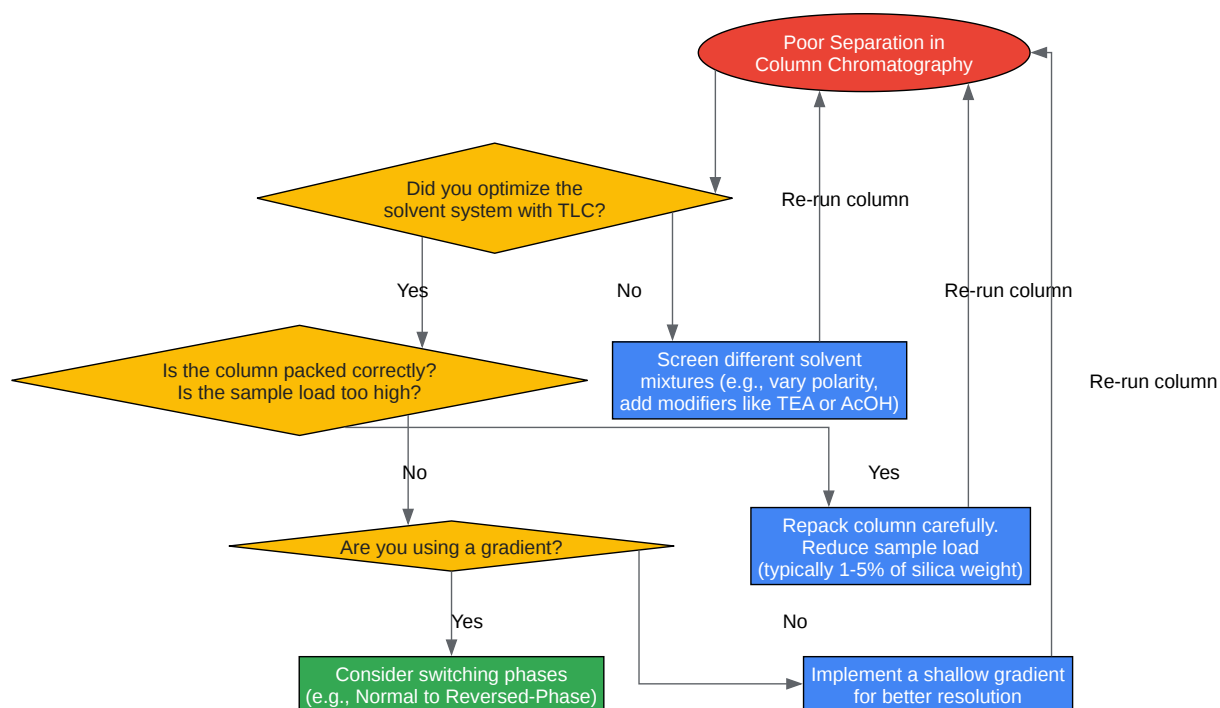 Poor Separation in
Column Chromatography
Did you optimize the
solvent system with TLC?
Re-run column
Yes
No
Re-run column
Is the column packed correctly?
Is the sample load too high?
Screen different solvent
mixtures (e.g., vary polarity,
add modifiers like TEA or AcOH)
Re-run column
No
Yes
Repack column carefully.
Reduce sample load
(typically 1-5% of silica weight)
Are you using a gradient?
Yes
No
Consider switching phases
(e.g., Normal to Reversed-Phase)
Implement a shallow gradient
for better resolution